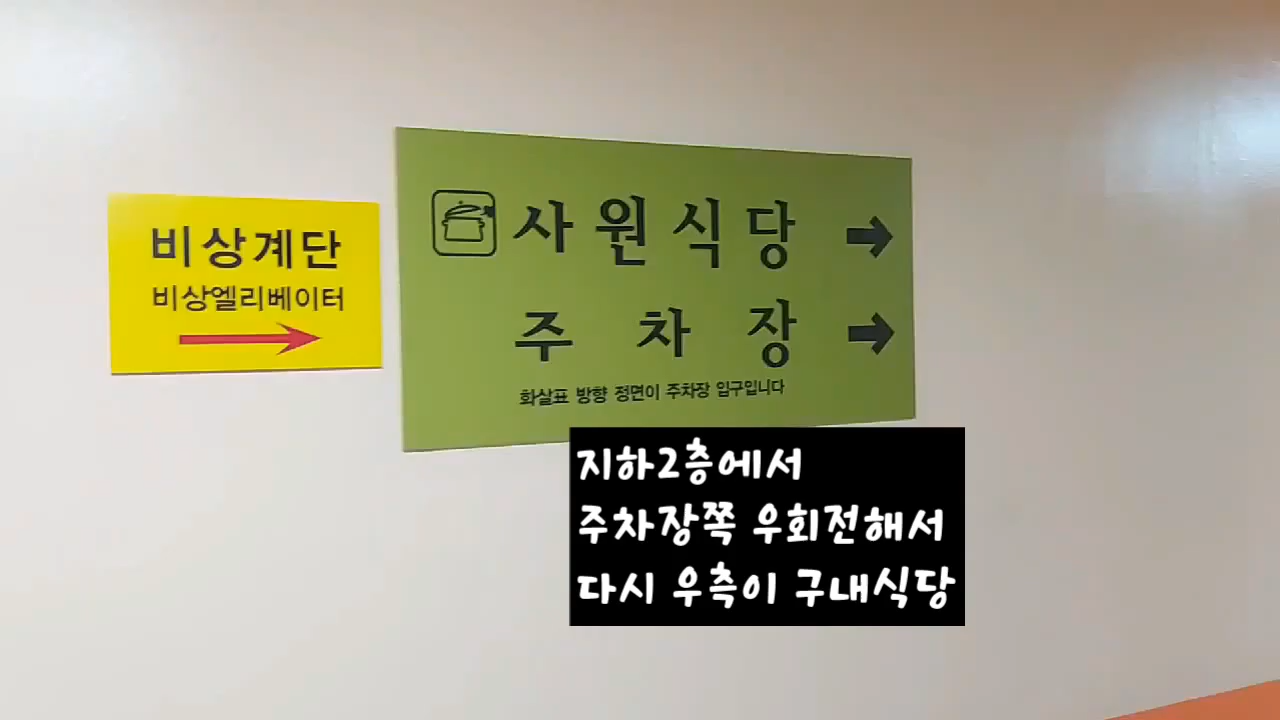 비상계단
비상엘리베이터
사원식당
주차장
화살표 방향 정면이 주차장 입구입니다
지하2층에서
주차장쪽 우회전해서
다시 우측이 구내식당